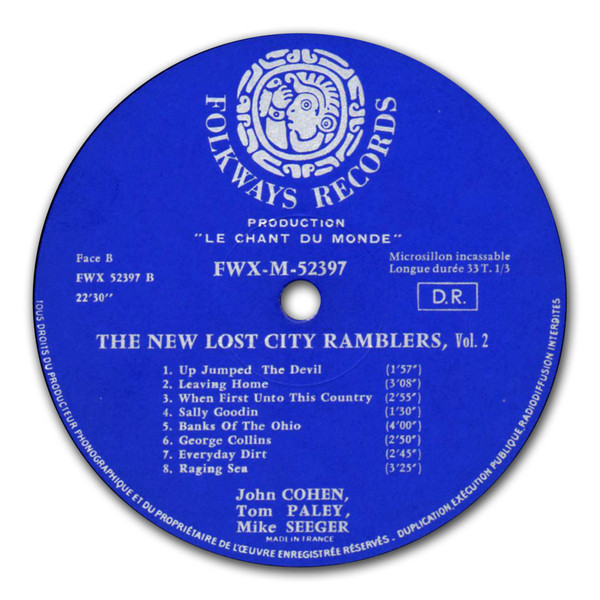 FOLKWAYS RECORDS
PRODUCTION
"LE CHANT DU MONDE"
Face B
FWX 52397 B
22'30"
FWX-M-52397
Microsillon incassable
Longue durée 33 T. 1/3
D.R.
THE NEW LOST CITY RAMBLERS, Vol. 2
1. Up Jumped The Devil (1'57")
2. Leaving Home (3'08")
3. When First Unto This Country (2'55")
4. Sally Goodin (1'30")
5. Banks Of The Ohio (4'00")
6. George Collins (2'50")
7. Everyday Dirt (2'45")
8. Raging Sea (3'25")
John COHEN,
Tom PALEY,
Mike SEEGER
MADE IN FRANCE
TOUS DROITS DU PRODUCTEUR PHONOGRAPHIQUE ET DU PROPRIÉTAIRE DE L'ŒUVRE ENREGISTRÉE RÉSERVÉS - DUPLICATION, EXÉCUTION PUBLIQUE, RADIODIFFUSION INTERDITES